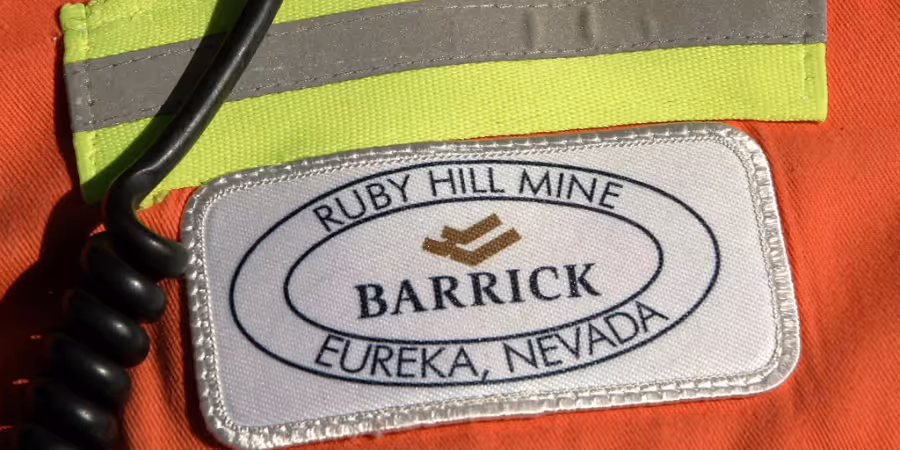 RUBY HILL MINE
BARRICK
EUREKA, NEVADA